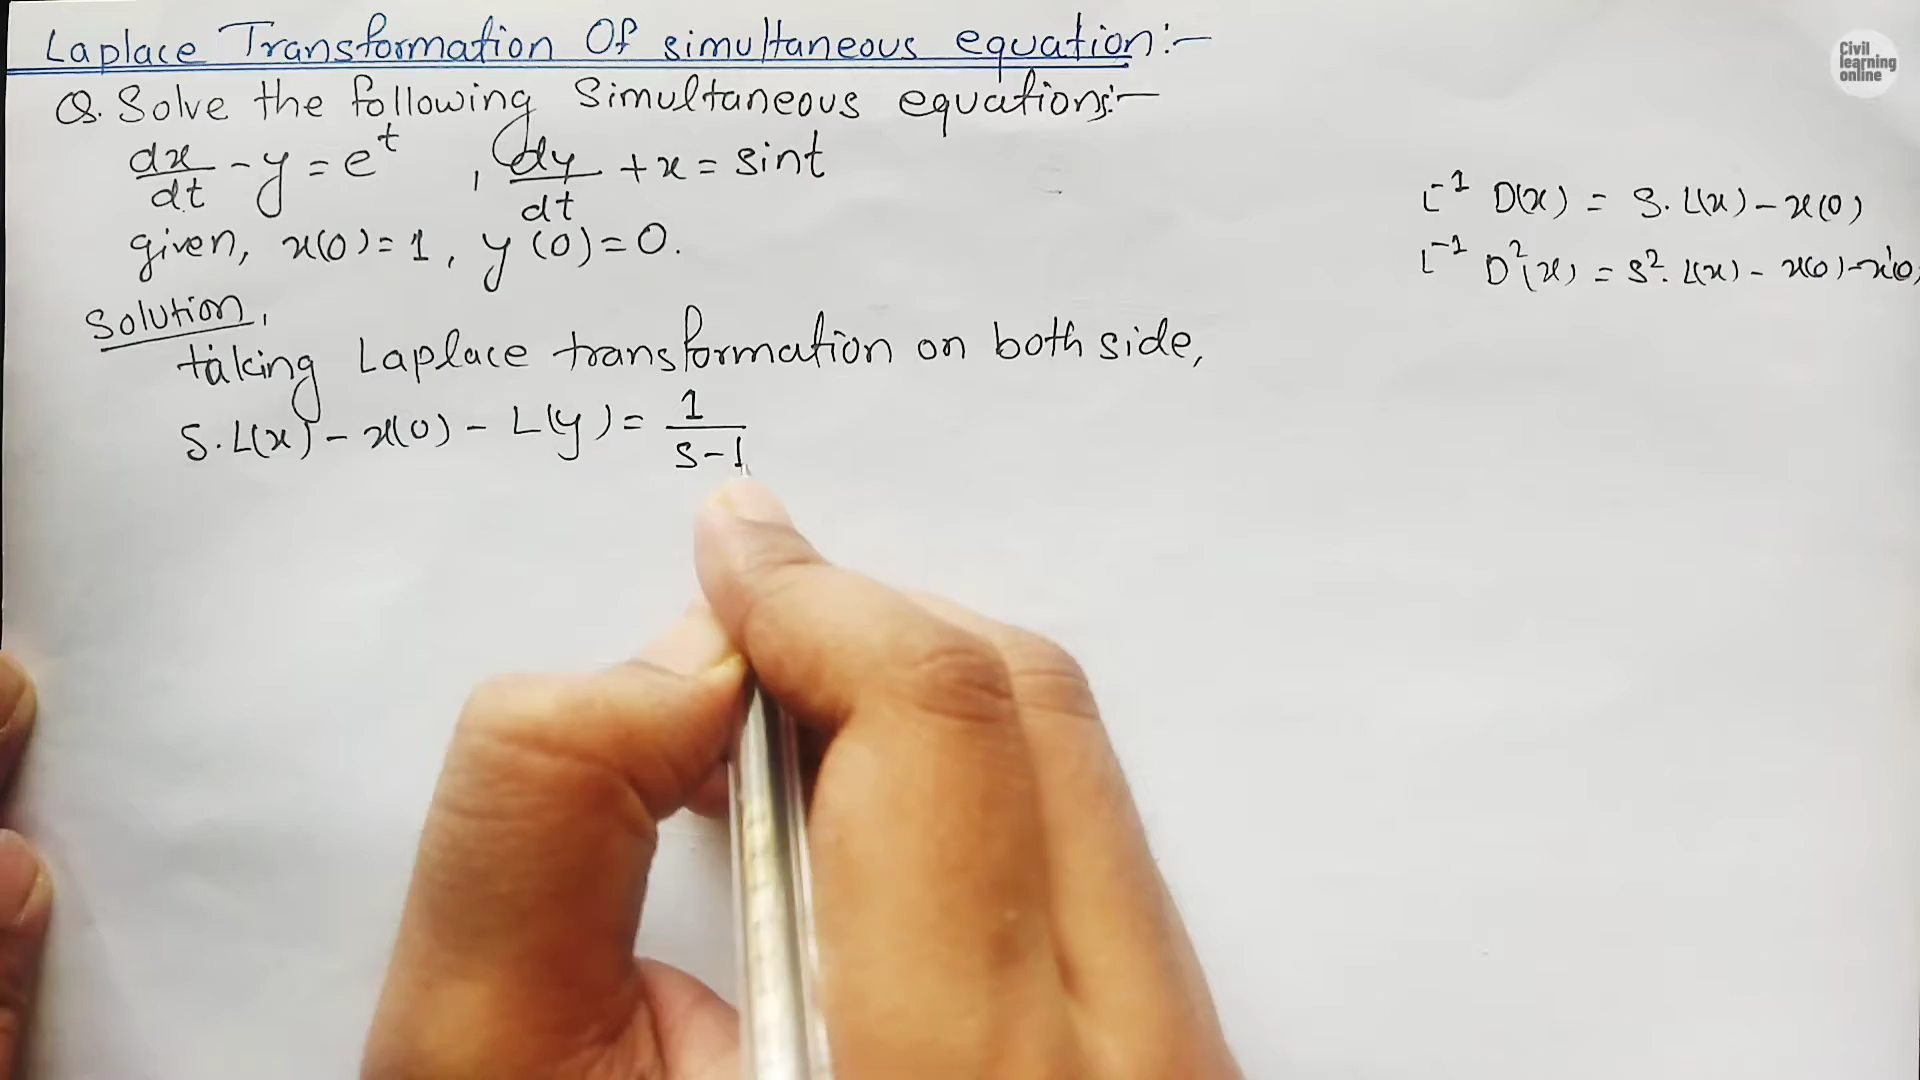 Laplace Transformation Of simultaneous equation:-
Q. Solve the following Simultaneous equations:-
dx/dt - y = e^t , dy/dt + x = sint
given, x(0) = 1, y(0) = 0.
Solution,
taking Laplace transformation on both side,
S.L(x) - x(0) - L(y) = 1/S-1
L^-1 D(x) = S.L(x) - x(0)
L^-1 D^2(x) = S^2.L(x) - x(0) - x'(0)
Civil
learning
online